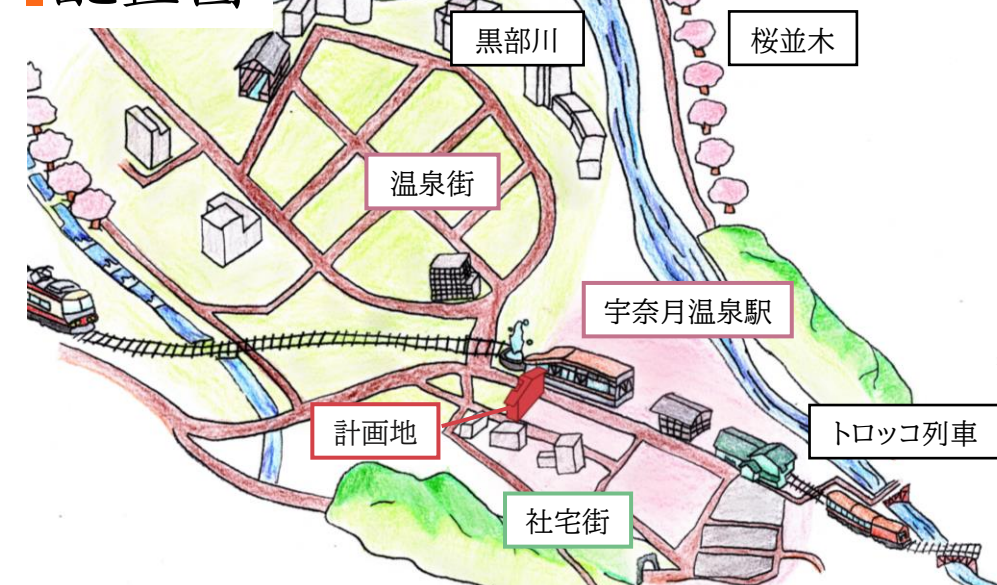 黒部川
桜並木
温泉街
宇奈月温泉駅
計画地
トロッコ列車
社宅街